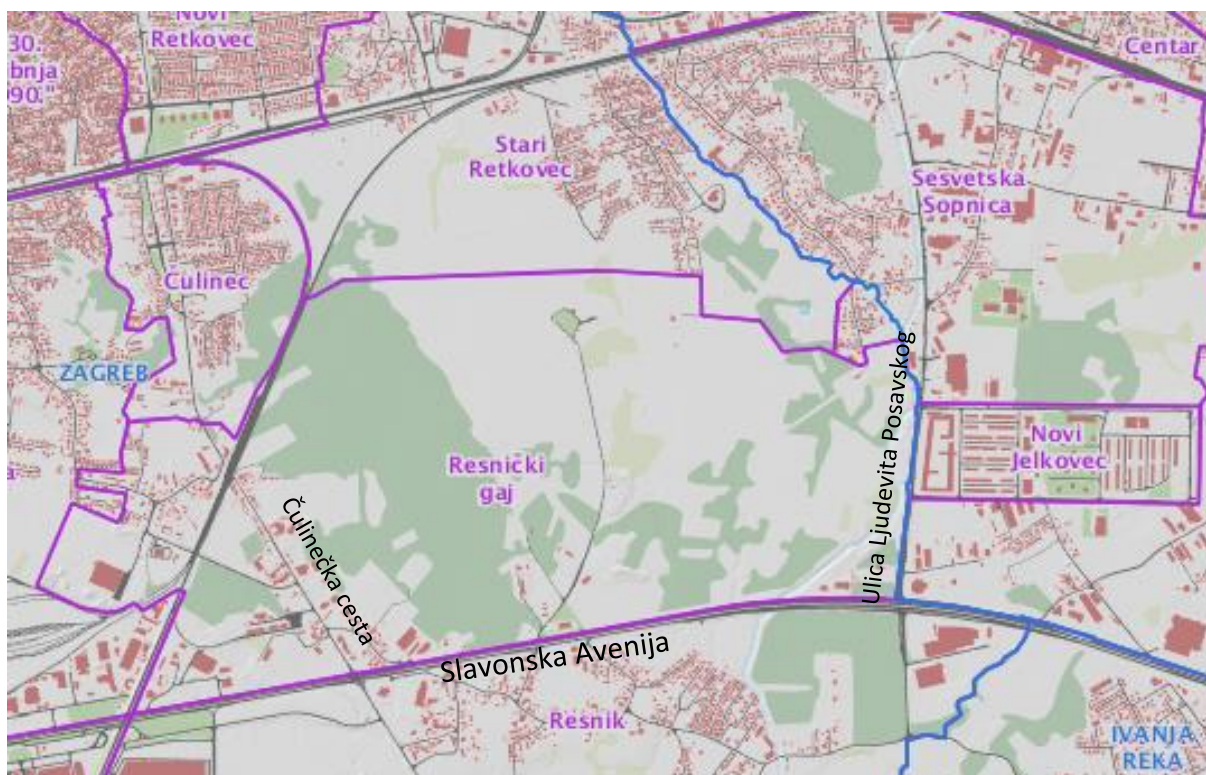 Novi
Retkovec
30.
bnja
90."
Centar
Stari
Retkovec
Sesvetska
Sopnica
Čulinec
ZAGREB
Ulica Ljudevita Posavskog
Novi
Jelkovec
Resnički
gaj
a
Čulinečka cesta
Slavonska Avenija
Resnik
IVANJA
REKA